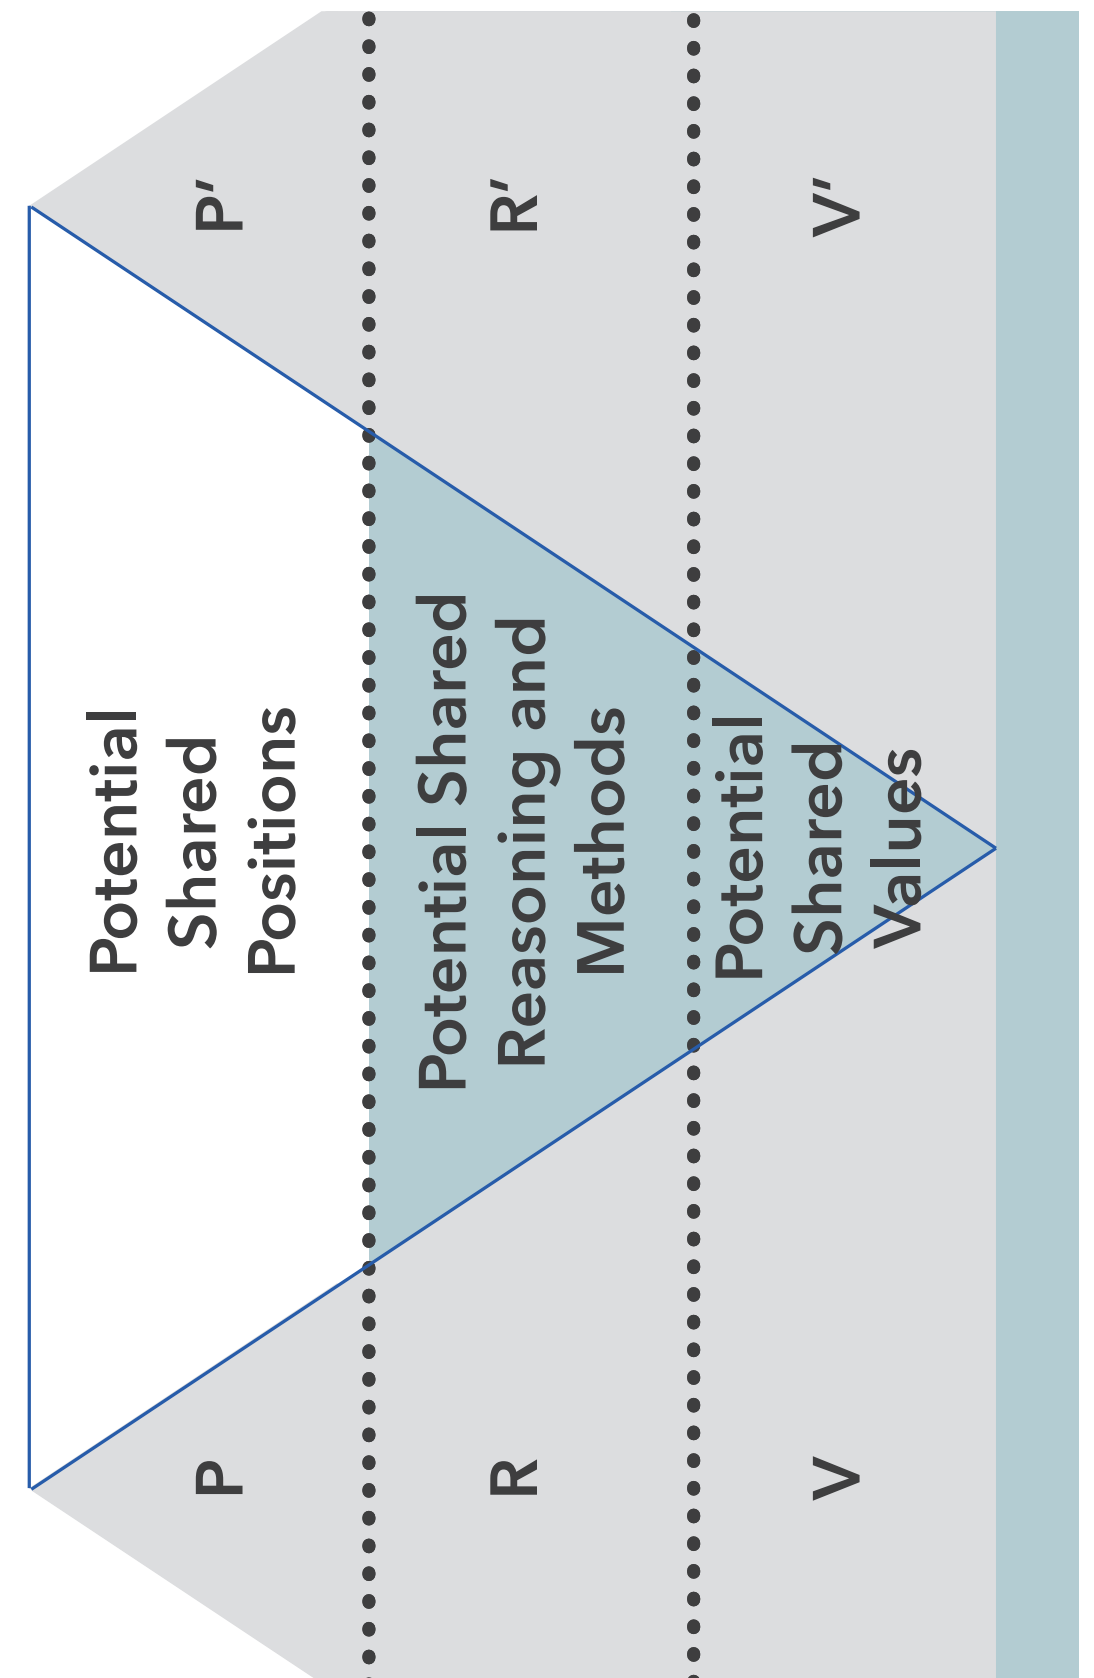 Potential
Shared
Positions
P
P′
Potential Shared
Reasoning and
Methods
R
R′
Potential
Shared
Values
V
V′